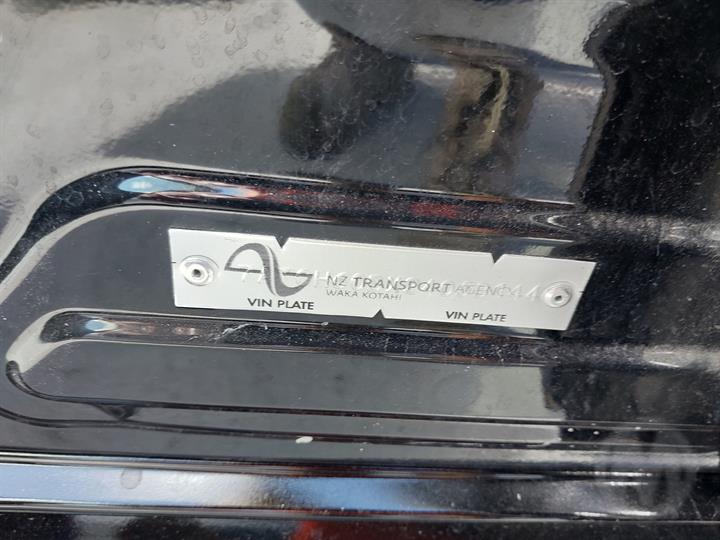 NZ TRANSPORT AGENCY
WAKA KOTAHI
VIN PLATE
VIN PLATE